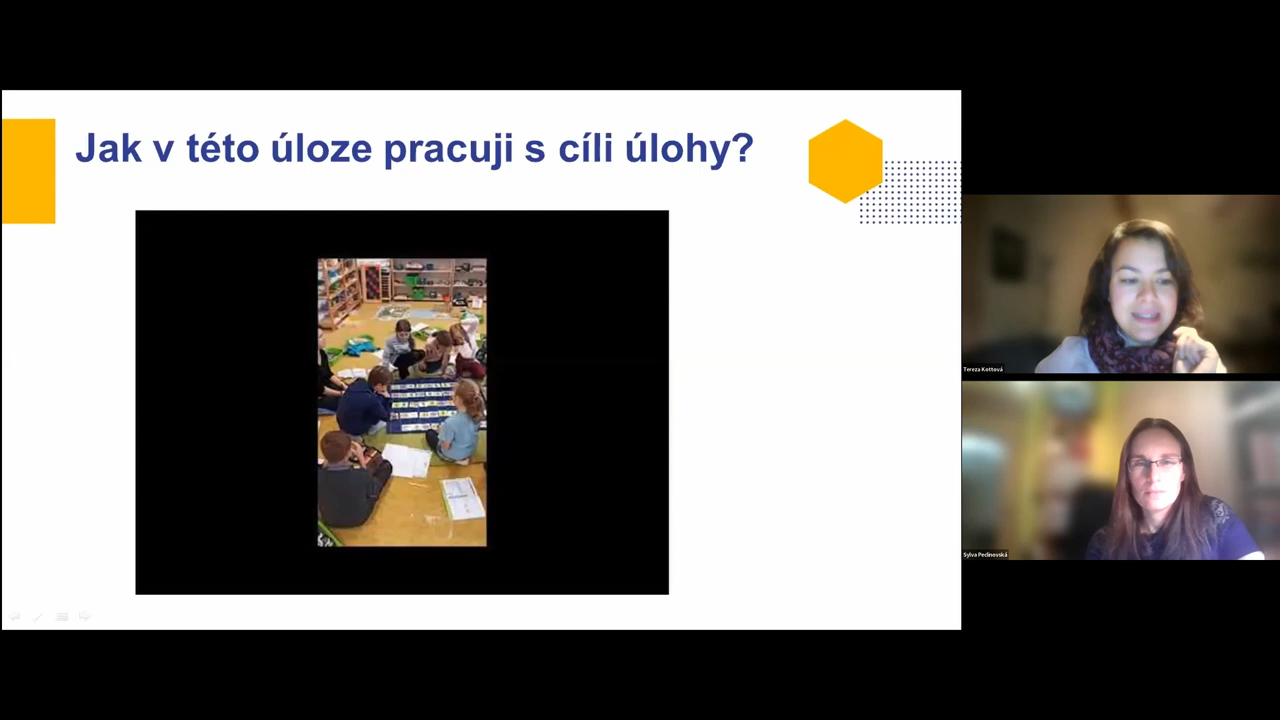 Jak v této úloze pracuji s cíli úlohy?
Tereza Kottová
Sylva Pecinovská